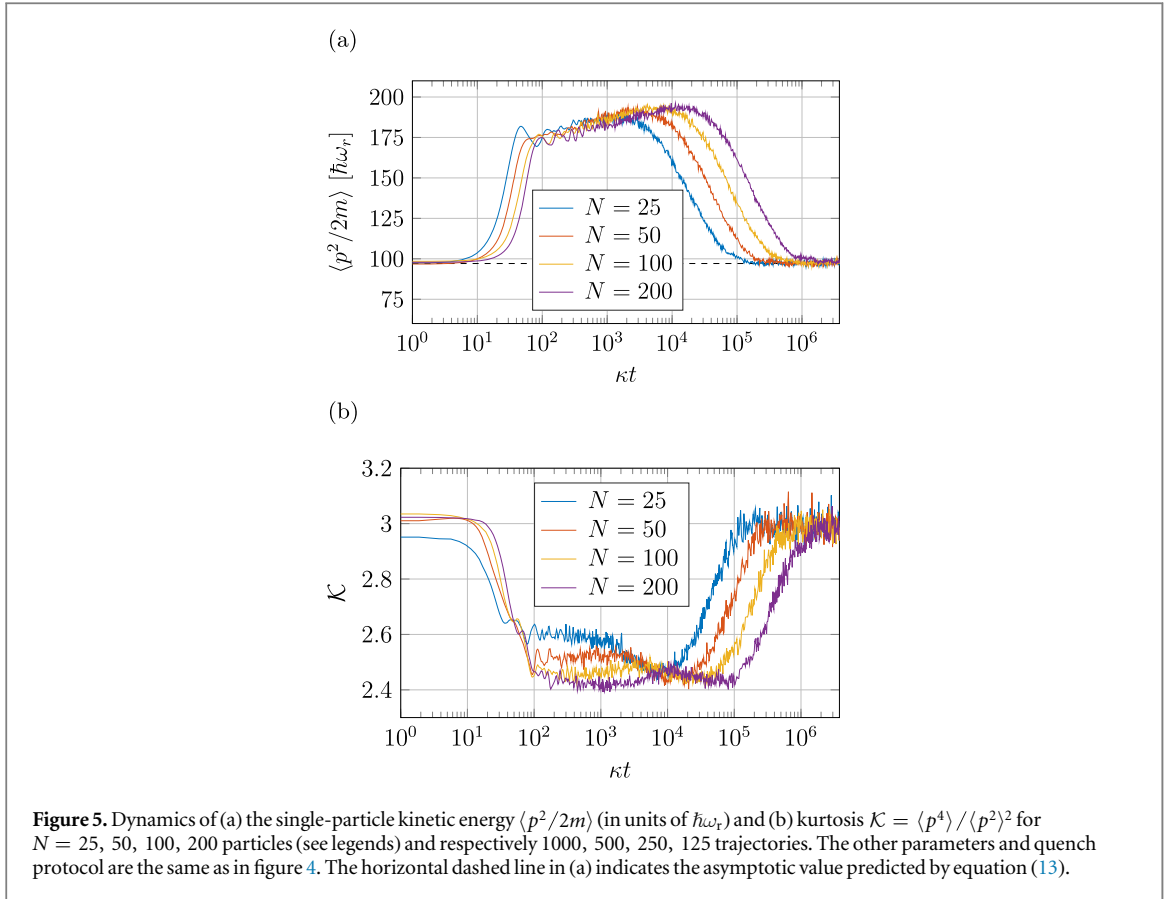 (a)
200
175
150
125
100
75
⟨p²/2m⟩ [ℏω_r]
N = 25
N = 50
N = 100
N = 200
10⁰ 10¹ 10² 10³ 10⁴ 10⁵ 10⁶
κt
(b)
3.2
3
2.8
2.6
2.4
𝒦
N = 25
N = 50
N = 100
N = 200
10⁰ 10¹ 10² 10³ 10⁴ 10⁵ 10⁶
κt
Figure 5. Dynamics of (a) the single-particle kinetic energy ⟨p²/2m⟩ (in units of ℏω_r) and (b) kurtosis 𝒦 = ⟨p⁴⟩/⟨p²⟩² for
N = 25, 50, 100, 200 particles (see legends) and respectively 1000, 500, 250, 125 trajectories. The other parameters and quench
protocol are the same as in figure 4. The horizontal dashed line in (a) indicates the asymptotic value predicted by equation (13).